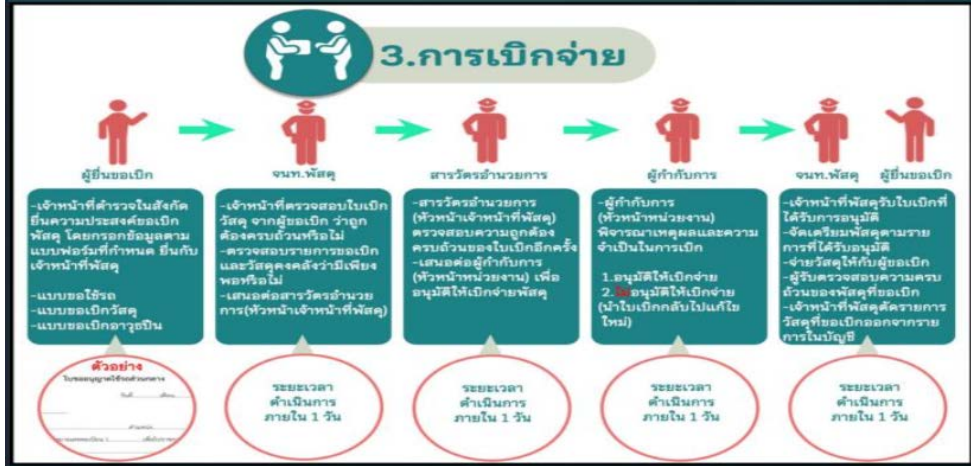 3.การเบิกจ่าย
ผู้ยื่นขอเบิก
-เจ้าหน้าที่ตำรวจในสังกัด
ยื่นความประสงค์ขอเบิก
พัสดุ โดยกรอกข้อมูลตาม
แบบฟอร์มที่กำหนด ยื่นกับ
เจ้าหน้าที่พัสดุ
-แบบขอใช้รถ
-แบบขอเบิกวัสดุ
-แบบขอเบิกอาวุธปืน
ตัวอย่าง
ใบขออนุญาตใช้รถส่วนกลาง
จนท.พัสดุ
-เจ้าหน้าที่ตรวจสอบใบเบิก
วัสดุ จากผู้ขอเบิก ว่าถูก
ต้องครบถ้วนหรือไม่
-ตรวจสอบรายการขอเบิก
และวัสดุคงคลังว่ามีเพียง
พอหรือไม่
-เสนอต่อสารวัตรอำนวย
การ(หัวหน้าเจ้าหน้าที่พัสดุ)
ระยะเวลา
ดำเนินการ
ภายใน 1 วัน
สารวัตรอำนวยการ
-สารวัตรอำนวยการ
(หัวหน้าเจ้าหน้าที่พัสดุ)
ตรวจสอบความถูกต้อง
ครบถ้วนของใบเบิกอีกครั้ง
-เสนอต่อผู้กำกับการ
(หัวหน้าหน่วยงาน) เพื่อ
อนุมัติให้เบิกจ่ายพัสดุ
ระยะเวลา
ดำเนินการ
ภายใน 1 วัน
ผู้กำกับการ
-ผู้กำกับการ
(หัวหน้าหน่วยงาน)
พิจารณาเหตุผลและความ
จำเป็นในการเบิก
1.อนุมัติให้เบิกจ่าย
2.ไม่อนุมัติให้เบิกจ่าย
(นำใบเบิกกลับไปแก้ไข
ใหม่)
ระยะเวลา
ดำเนินการ
ภายใน 1 วัน
จนท.พัสดุ ผู้ยื่นขอเบิก
-เจ้าหน้าที่พัสดุรับใบเบิกที่
ได้รับการอนุมัติ
-จัดเตรียมพัสดุตามราย
การที่ได้รับอนุมัติ
-จ่ายวัสดุให้กับผู้ขอเบิก
-ผู้รับตรวจสอบความครบ
ถ้วนของพัสดุที่ขอเบิก
-เจ้าหน้าที่พัสดุตัดรายการ
วัสดุที่ขอเบิกออกจากราย
การในบัญชี
ระยะเวลา
ดำเนินการ
ภายใน 1 วัน